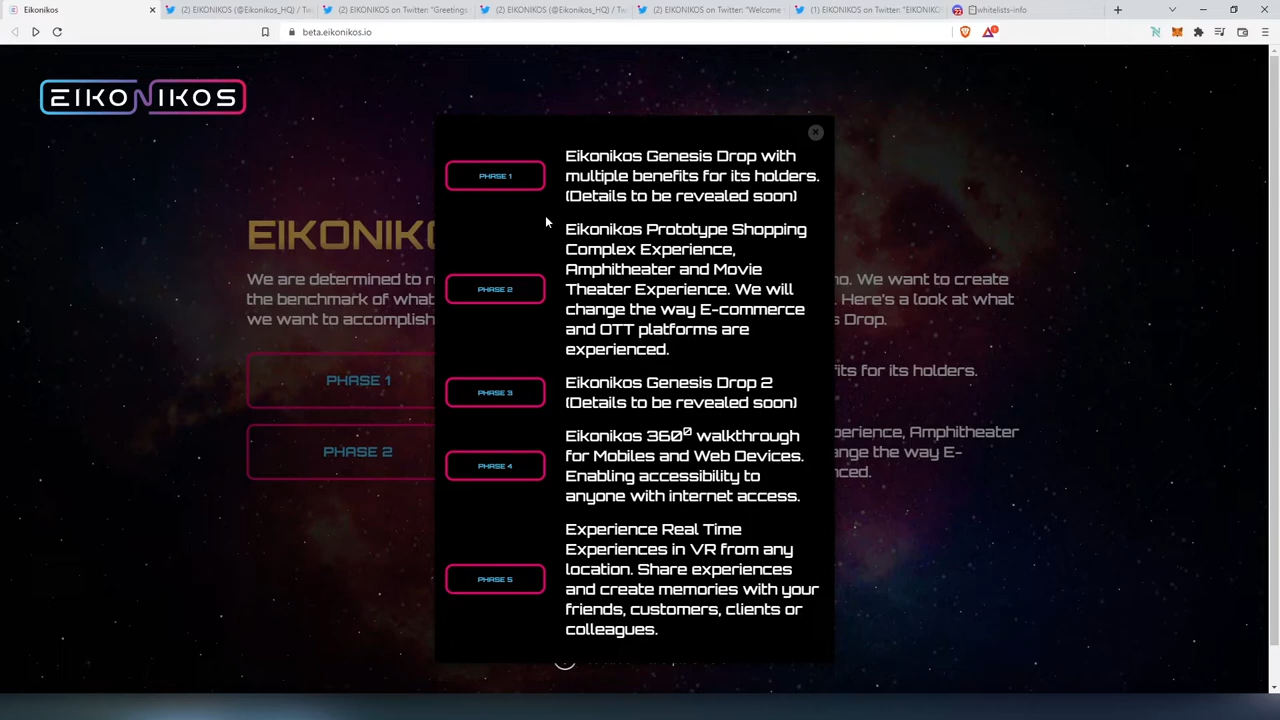 Eikonikos
(2) EIKONIKOS (@Eikonikos_HQ) / Twi
(2) EIKONIKOS on Twitter: "Greetings
(2) EIKONIKOS (@Eikonikos_HQ) / Twi
(2) EIKONIKOS on Twitter: "Welcome
(1) EIKONIKOS on Twitter: "EIKONIKO
whitelists-info
beta.eikonikos.io
EIKONIKOS
PHASE 1
Eikonikos Genesis Drop with
multiple benefits for its holders.
(Details to be revealed soon)
PHASE 2
Eikonikos Prototype Shopping
Complex Experience,
Amphitheater and Movie
Theater Experience. We will
change the way E-commerce
and OTT platforms are
experienced.
PHASE 3
Eikonikos Genesis Drop 2
(Details to be revealed soon)
PHASE 4
Eikonikos 360⁰ walkthrough
for Mobiles and Web Devices.
Enabling accessibility to
anyone with internet access.
PHASE 5
Experience Real Time
Experiences in VR from any
location. Share experiences
and create memories with your
friends, customers, clients or
colleagues.
EIKONIK
We are determined to r
no. We want to create
the benchmark of what
. Here's a look at what
we want to accomplish
s Drop.
PHASE 1
fits for its holders.
PHASE 2
perience, Amphitheater
ange the way E-
nced.